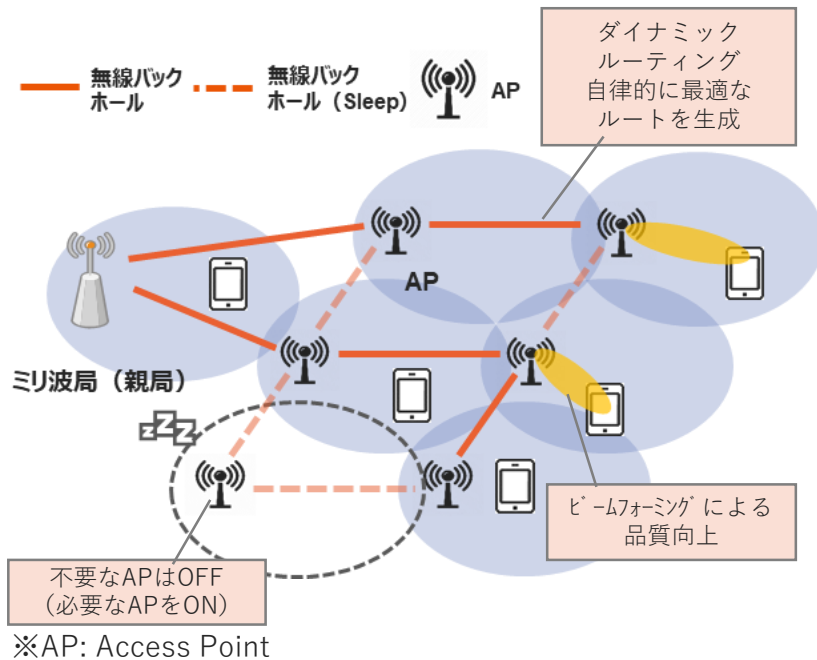 無線バック
ホール
無線バック
ホール（Sleep）
AP
ダイナミック
ルーティング
自律的に最適な
ルートを生成
AP
ミリ波局（親局）
zZZ
ﾋﾞｰﾑﾌｫｰﾐﾝｸﾞによる
品質向上
不要なAPはOFF
（必要なAPをON）
※AP: Access Point